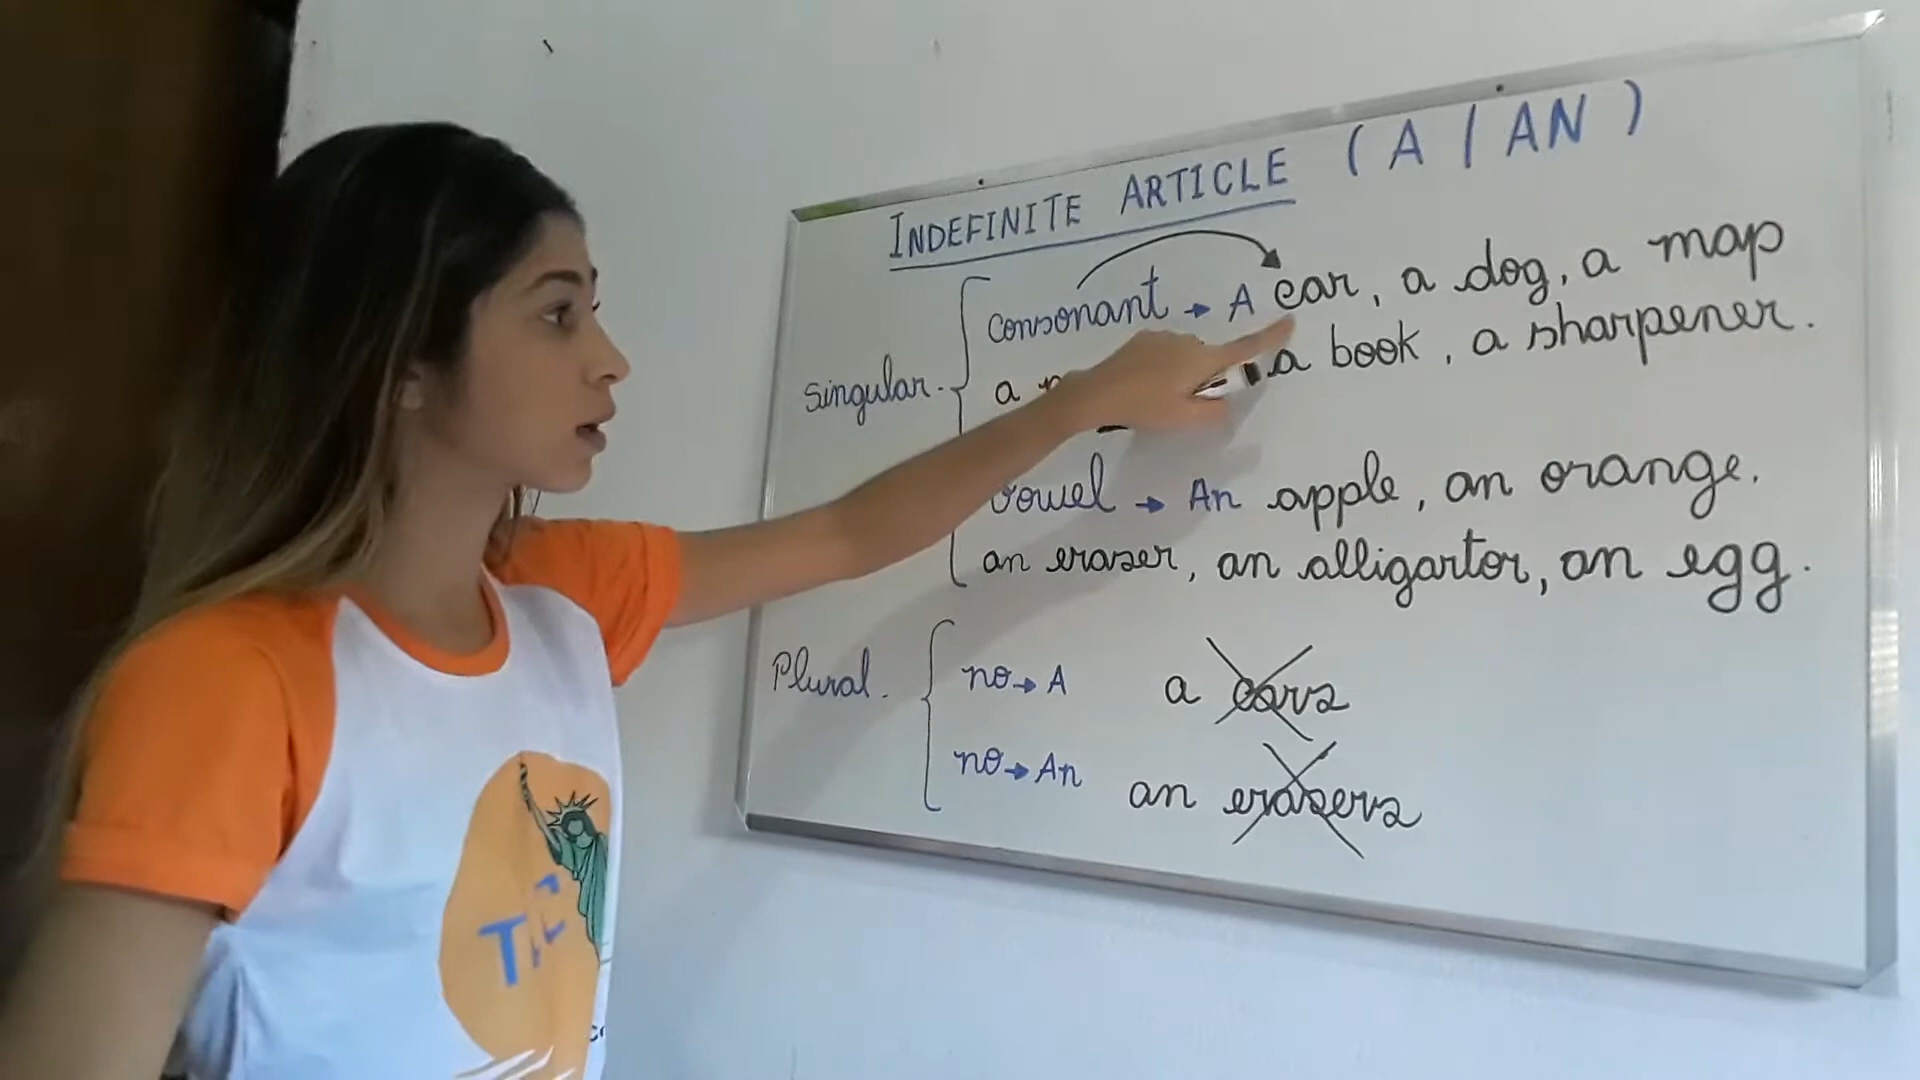 INDEFINITE ARTICLE (A / AN)
Singular. Consonant → A car, a dog, a map
a a book, a sharpener.
vowel → An apple, an orange.
an eraser, an alligartor, an egg.
Plural. no → A a cars
no → An an erasers